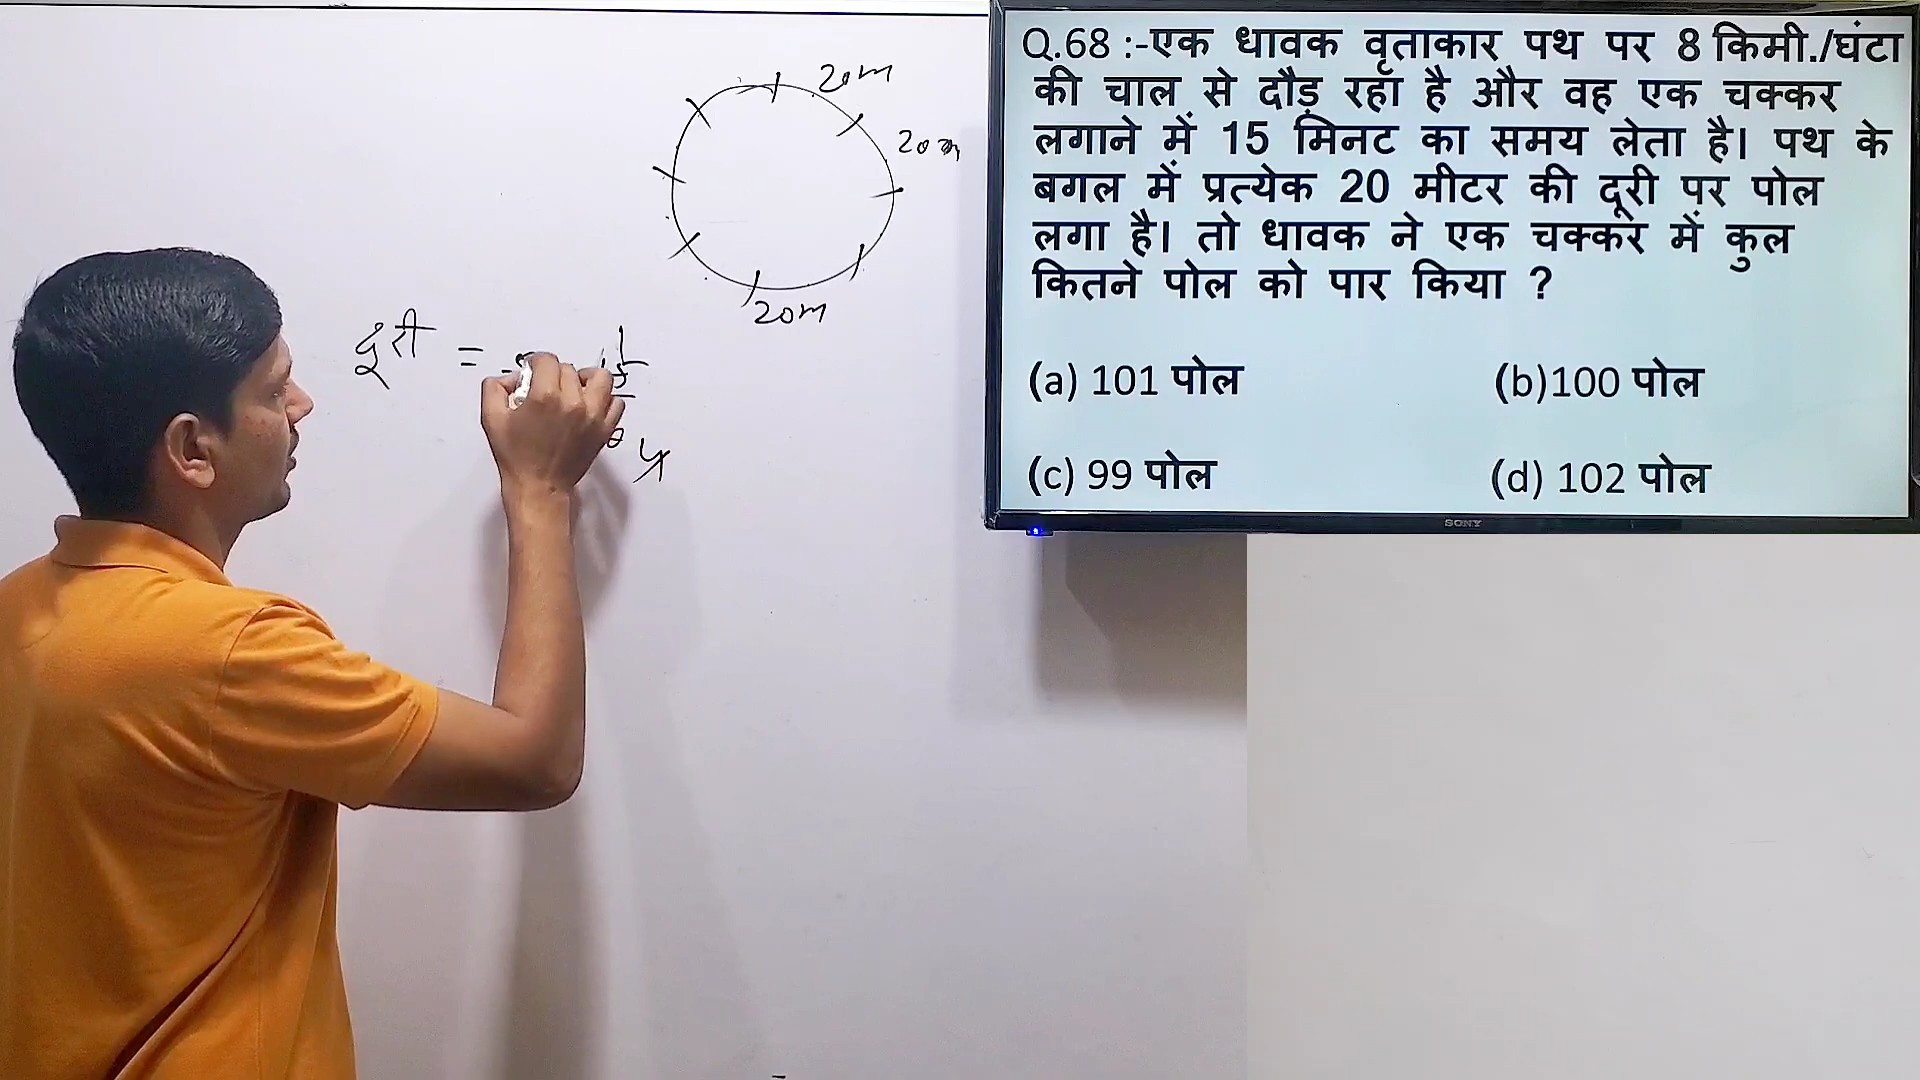 Q.68 :-एक धावक वृताकार पथ पर 8 किमी./घंटा
की चाल से दौड़ रहा है और वह एक चक्कर
लगाने में 15 मिनट का समय लेता है। पथ के
बगल में प्रत्येक 20 मीटर की दूरी पर पोल
लगा है। तो धावक ने एक चक्कर में कुल
कितने पोल को पार किया ?
(a) 101 पोल
(b)100 पोल
(c) 99 पोल
(d) 102 पोल
SONY
20m
20m
20m
दूरी =
4